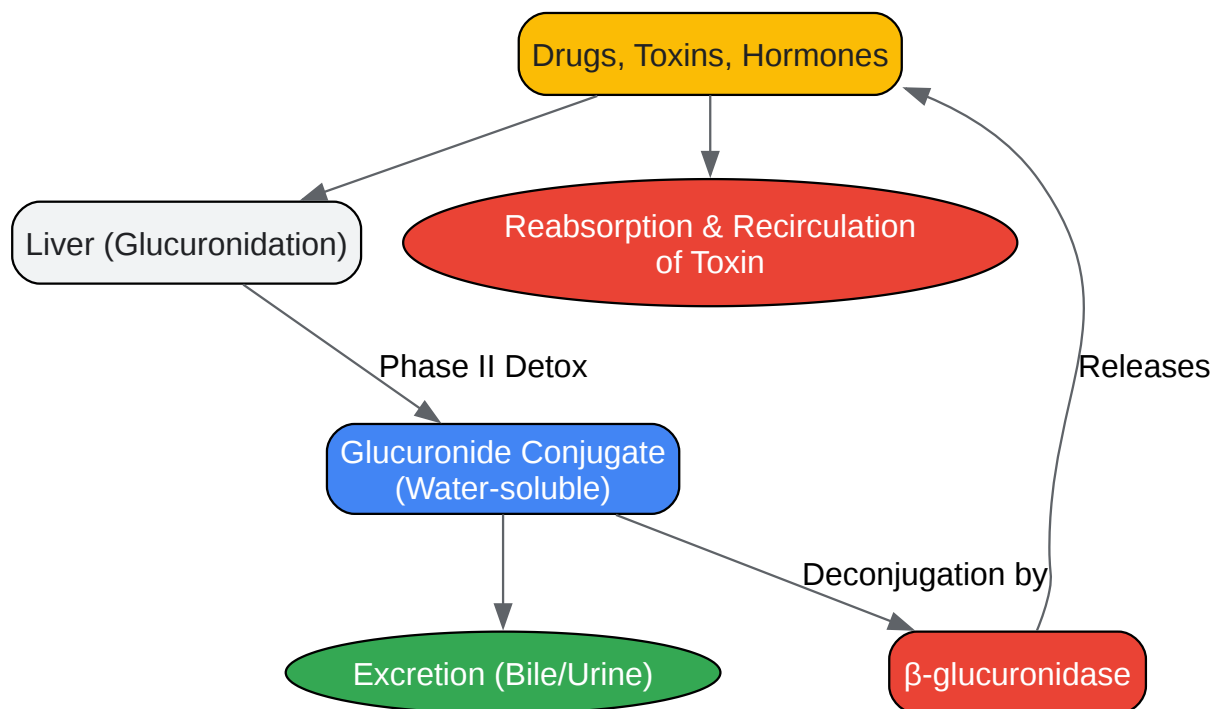 Drugs, Toxins, Hormones
Reabsorption & Recirculation
of Toxin
Liver (Glucuronidation)
Phase II Detox
Releases
Glucuronide Conjugate
(Water-soluble)
Deconjugation by
Excretion (Bile/Urine)
β-glucuronidase